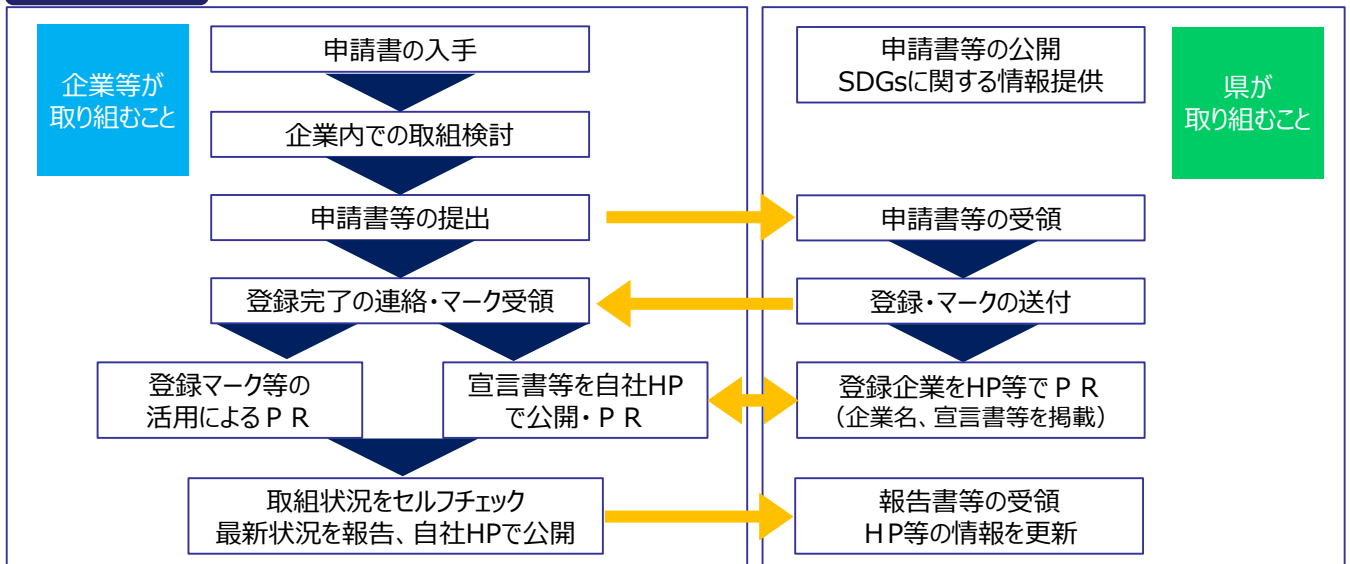 企業等が
取り組むこと
申請書の入手
企業内での取組検討
申請書等の提出
登録完了の連絡・マーク受領
登録マーク等の
活用によるＰＲ
宣言書等を自社HP
で公開・ＰＲ
取組状況をセルフチェック
最新状況を報告、自社HPで公開
県が
取り組むこと
申請書等の公開
SDGsに関する情報提供
申請書等の受領
登録・マークの送付
登録企業をHP等でＰＲ
（企業名、宣言書等を掲載）
報告書等の受領
ＨＰ等の情報を更新